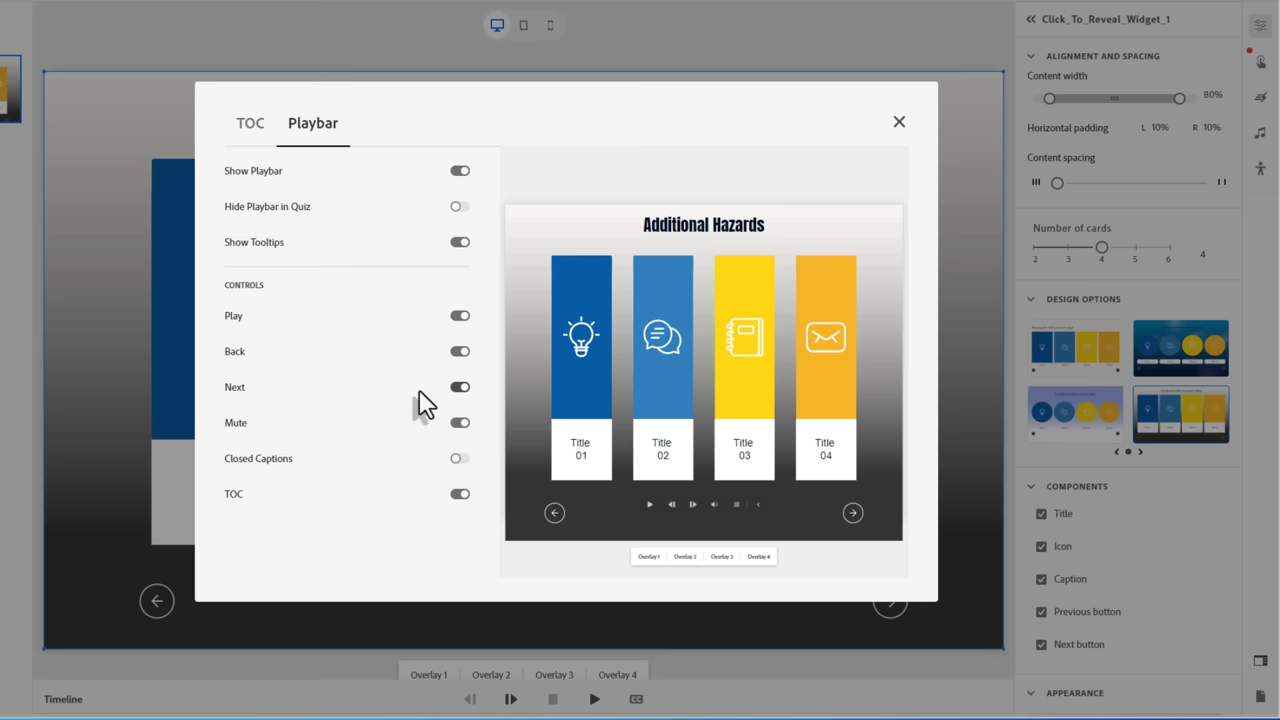 Click_To_Reveal_Widget_1
ALIGNMENT AND SPACING
Content width
80%
Horizontal padding L 10% R 10%
Content spacing
Number of cards
2 3 4 5 6
4
DESIGN OPTIONS
COMPONENTS
Title
Icon
Caption
Previous button
Next button
APPEARANCE
TOC Playbar
Show Playbar
Hide Playbar in Quiz
Show Tooltips
CONTROLS
Play
Back
Next
Mute
Closed Captions
TOC
Additional Hazards
Title 01
Title 02
Title 03
Title 04
Overlay 1 Overlay 2 Overlay 3 Overlay 4
Overlay 1 Overlay 2 Overlay 3 Overlay 4
Timeline
CC